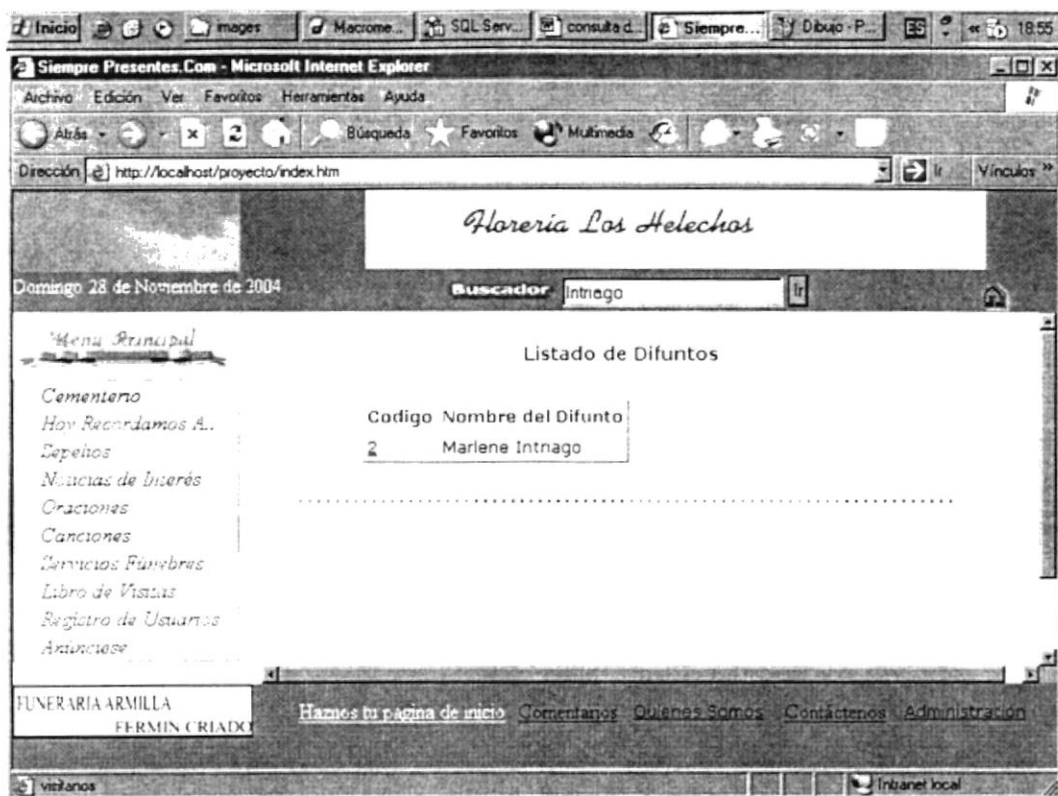 Inicio images Macrome... SQL Serv... consulta d... Siempre... Dibujo - P... ES « 18:55
Siempre Presentes.Com - Microsoft Internet Explorer
Archivo Edición Ver Favoritos Herramientas Ayuda
Atrás Búsqueda Favoritos Multimedia
Dirección http://localhost/proyecto/index.htm Ir Vínculos »
Florería Los Helechos
Domingo 28 de Noviembre de 2004
Buscador Intriago Ir
Menu Principal
Cementerio
Hoy Recordamos A..
Sepelios
Noticias de Interés
Oraciones
Canciones
Servicios Fúnebres
Libro de Visitas
Registro de Usuarios
Anúnciese
Listado de Difuntos
Codigo Nombre del Difunto
2 Marlene Intriago
FUNERARIA ARMILLA
FERMIN CRIADO
Haznos tu pagina de inicio Comentarios Quienes Somos Contáctenos Administración
visitanos Intranet local